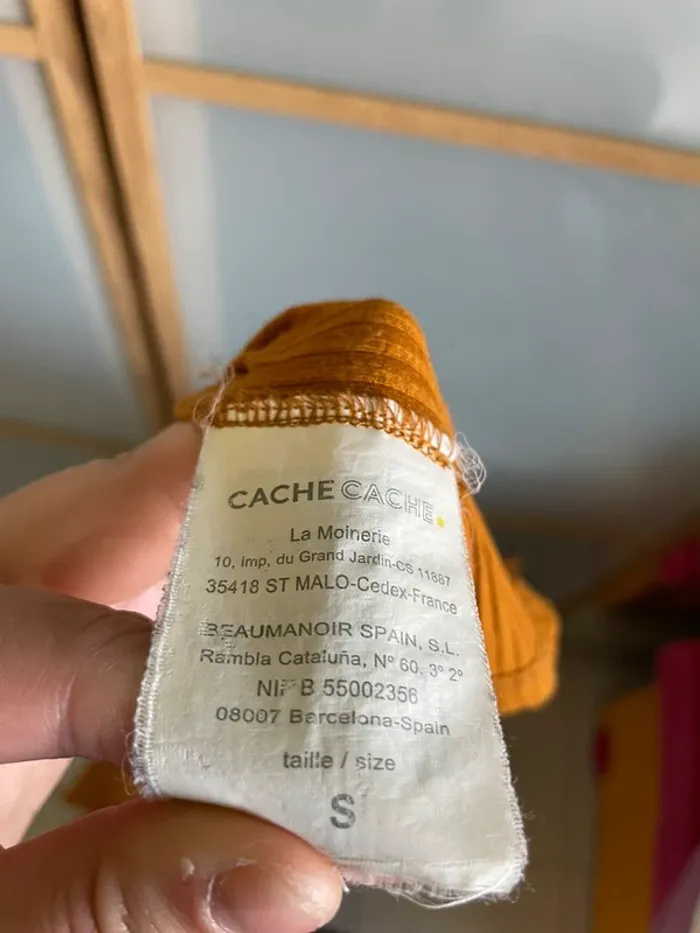 CACHE CACHE.
La Moinerie
10, imp, du Grand Jardin-CS 11887
35418 ST MALO-Cedex-France
BEAUMANOIR SPAIN, S.L.
Rambla Cataluña, Nº 60. 3º 2º
NIF B 55002356
08007 Barcelona-Spain
taille / size
S